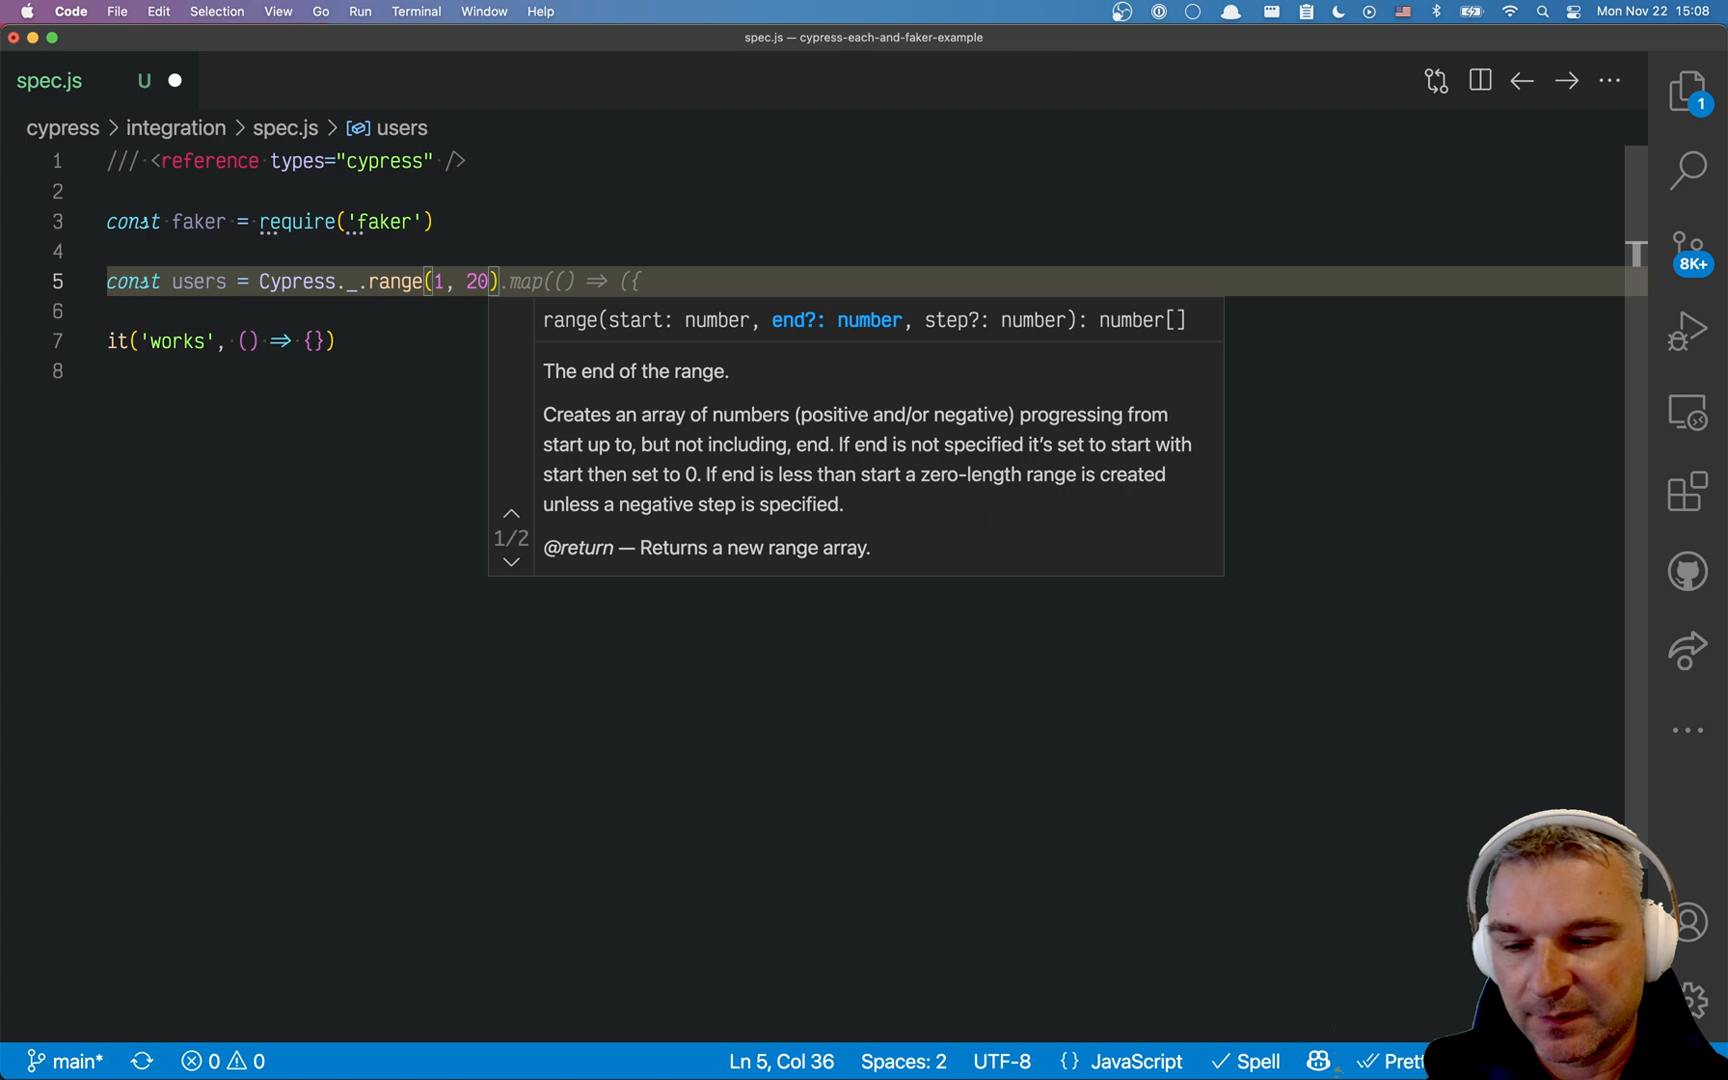 Code File Edit Selection View Go Run Terminal Window Help Mon Nov 22 15:08
spec.js — cypress-each-and-faker-example
spec.js U
cypress > integration > spec.js > users
1 /// <reference types="cypress" />
2
3 const faker = require('faker')
4
5 const users = Cypress._.range(1, 20).map(() => ({
6
7 it('works', () => {})
8
range(start: number, end?: number, step?: number): number[]
The end of the range.
Creates an array of numbers (positive and/or negative) progressing from
start up to, but not including, end. If end is not specified it's set to start with
start then set to 0. If end is less than start a zero-length range is created
unless a negative step is specified.
1/2
@return — Returns a new range array.
1
8K+
main* 0 0 Ln 5, Col 36 Spaces: 2 UTF-8 {} JavaScript Spell